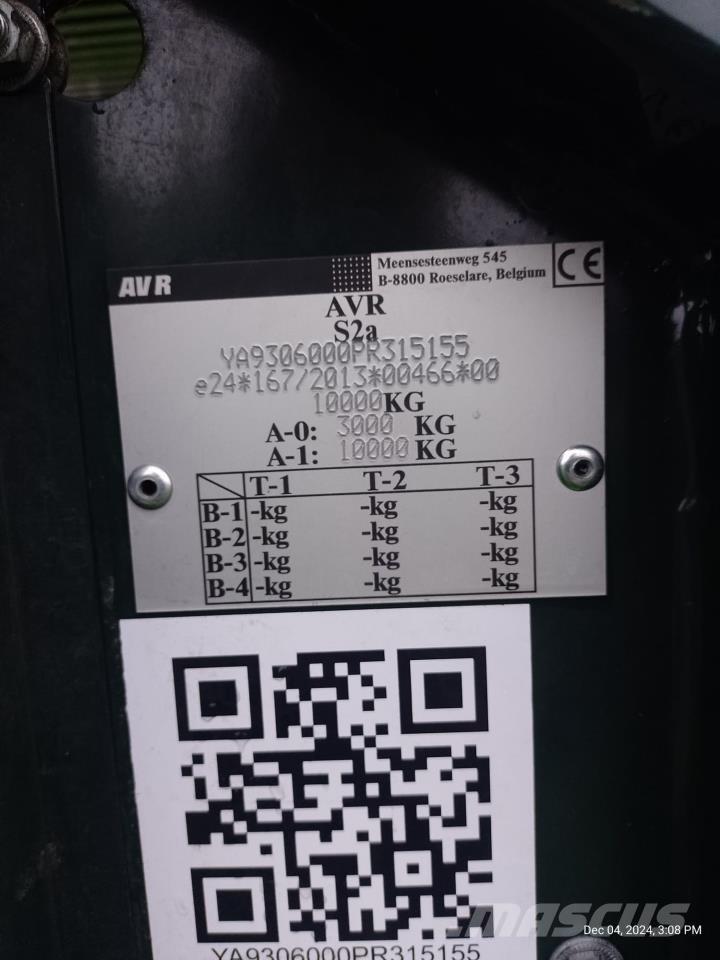 AVR
Meensesteenweg 545
B-8800 Roeselare, Belgium
CE
AVR
S2a
YA9306000PR315155
e24*167/2013*00466*00
10000KG
A-0: 3000 KG
A-1: 10000 KG
T-1 T-2 T-3
B-1 -kg -kg -kg
B-2 -kg -kg -kg
B-3 -kg -kg -kg
B-4 -kg -kg -kg
YA9306000PR315155
MASCUS
Dec 04, 2024, 3:08 PM